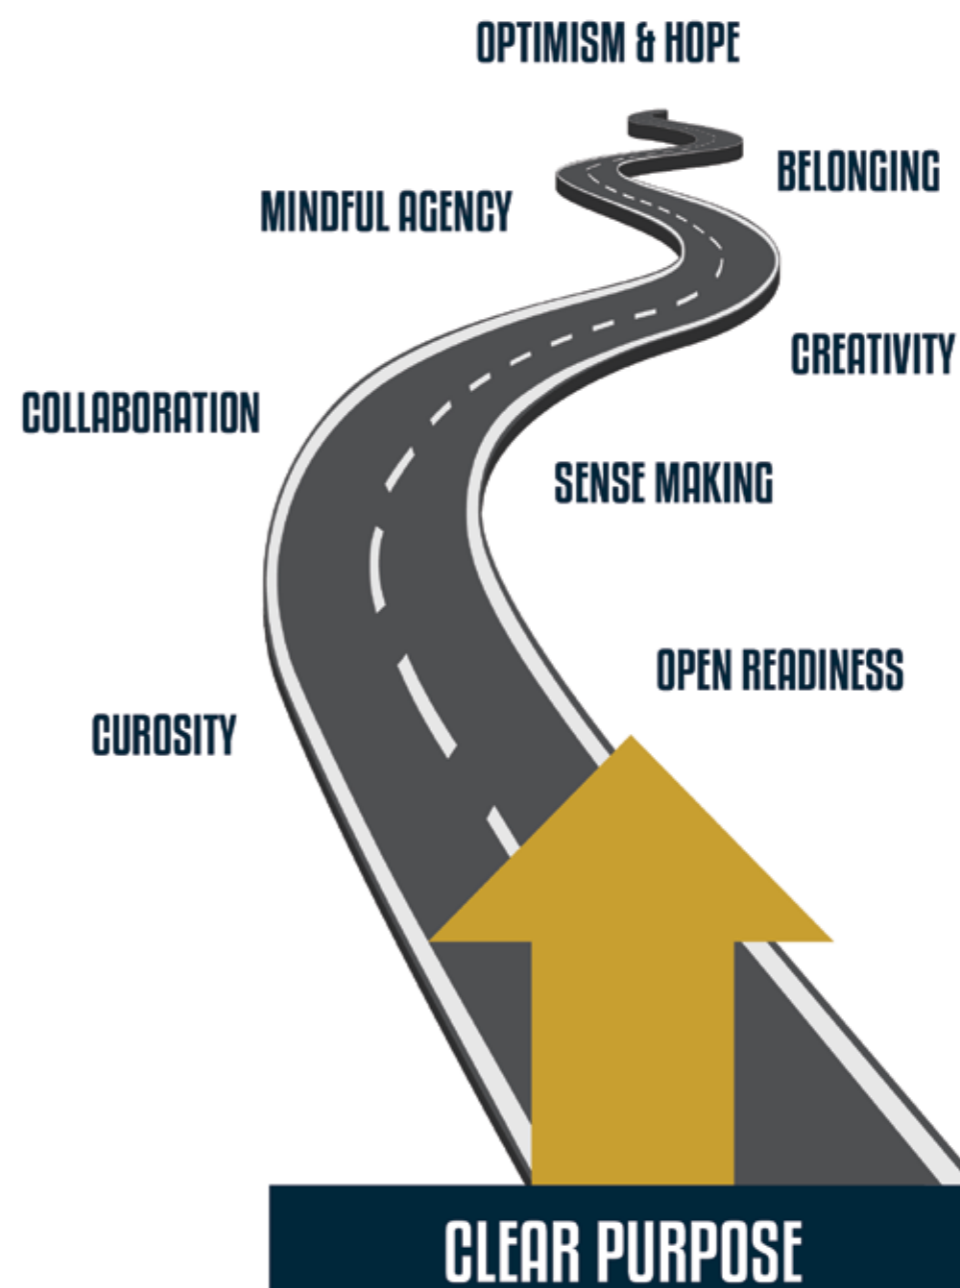 OPTIMISM & HOPE
BELONGING
MINDFUL AGENCY
CREATIVITY
COLLABORATION
SENSE MAKING
OPEN READINESS
CUROSITY
CLEAR PURPOSE